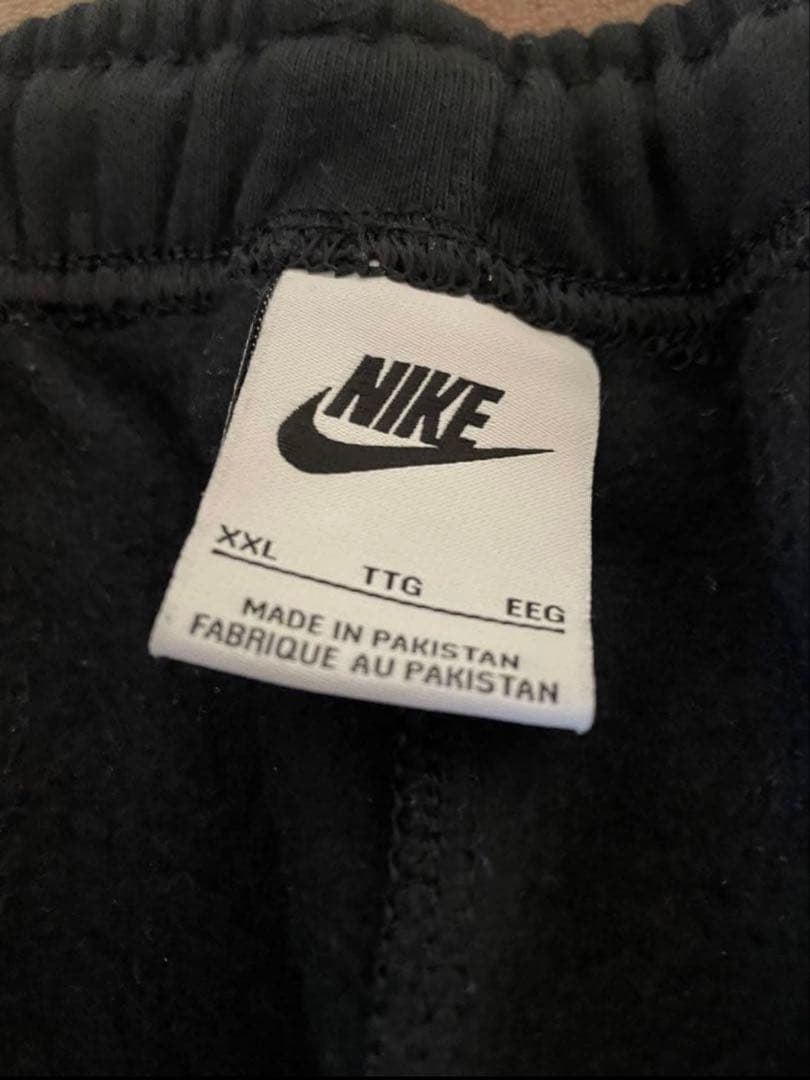 NIKE
XXL TTG EEG
MADE IN PAKISTAN
FABRIQUE AU PAKISTAN